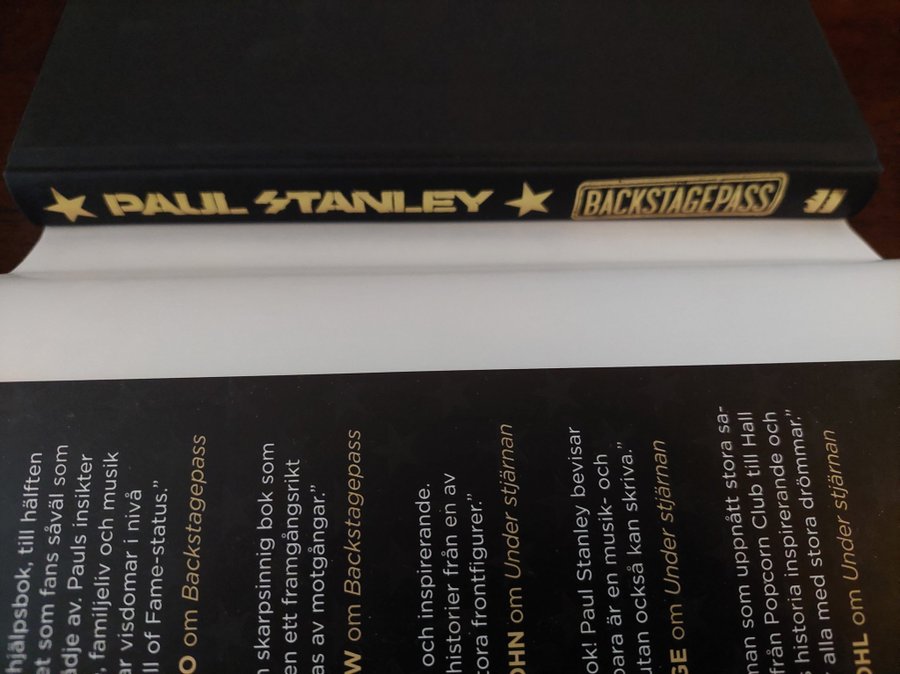 PAUL STANLEY BACKSTAGEPASS
hjälpsbok, till hälften
et som fans såväl som
ädje av. Pauls insikter
, familjeliv och musik
ar visdomar i nivå
ll of Fame-status.”
O om Backstagepass
n skarpsinnig bok som
en ett framgångsrikt
as av motgångar.”
W om Backstagepass
och inspirerande.
historier från en av
tora frontfigurer.”
OHN om Under stjärnan
ok! Paul Stanley bevisar
bara är en musik- och
utan också kan skriva.”
GE om Under stjärnan
man som uppnått stora sa-
från Popcorn Club till Hall
s historia inspirerande och
alla med stora drömmar.”
OHL om Under stjärnan